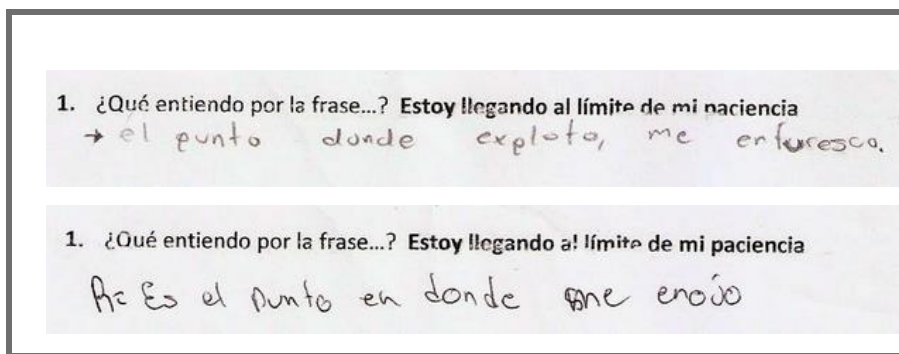 1. ¿Qué entiendo por la frase...? Estoy llegando al límite de mi paciencia
→ el punto donde exploto, me enfuresco.
1. ¿Qué entiendo por la frase...? Estoy llegando al límite de mi paciencia
R= Es el punto en donde me enojo